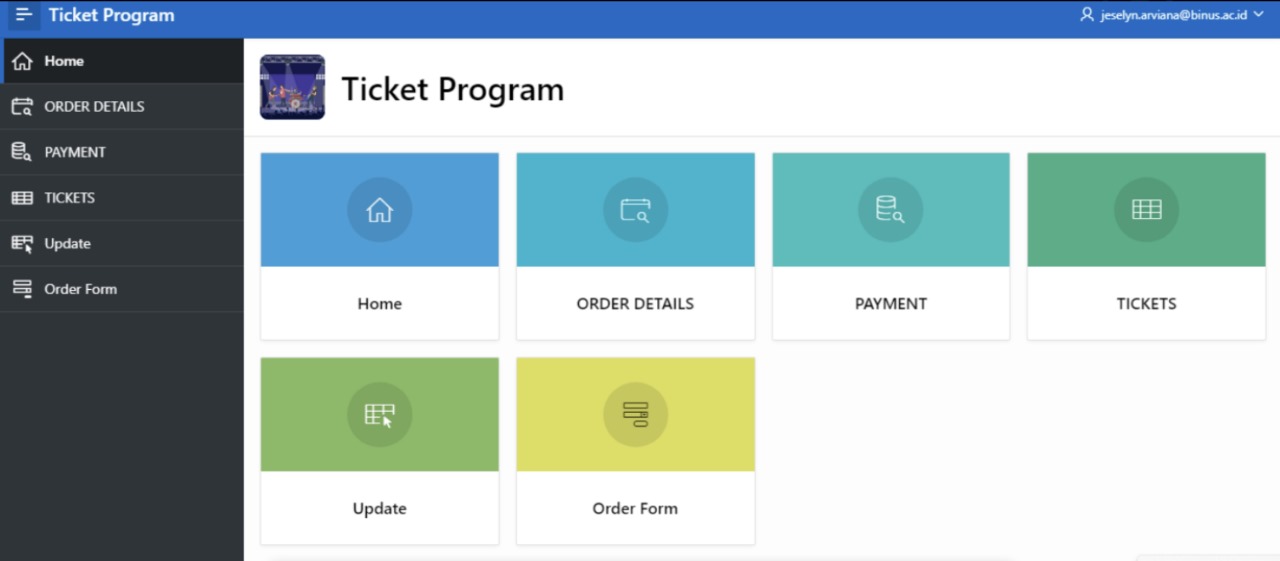 Ticket Program
jeselyn.arviana@binus.ac.id
Home
ORDER DETAILS
PAYMENT
TICKETS
Update
Order Form
Ticket Program
Home
ORDER DETAILS
PAYMENT
TICKETS
Update
Order Form